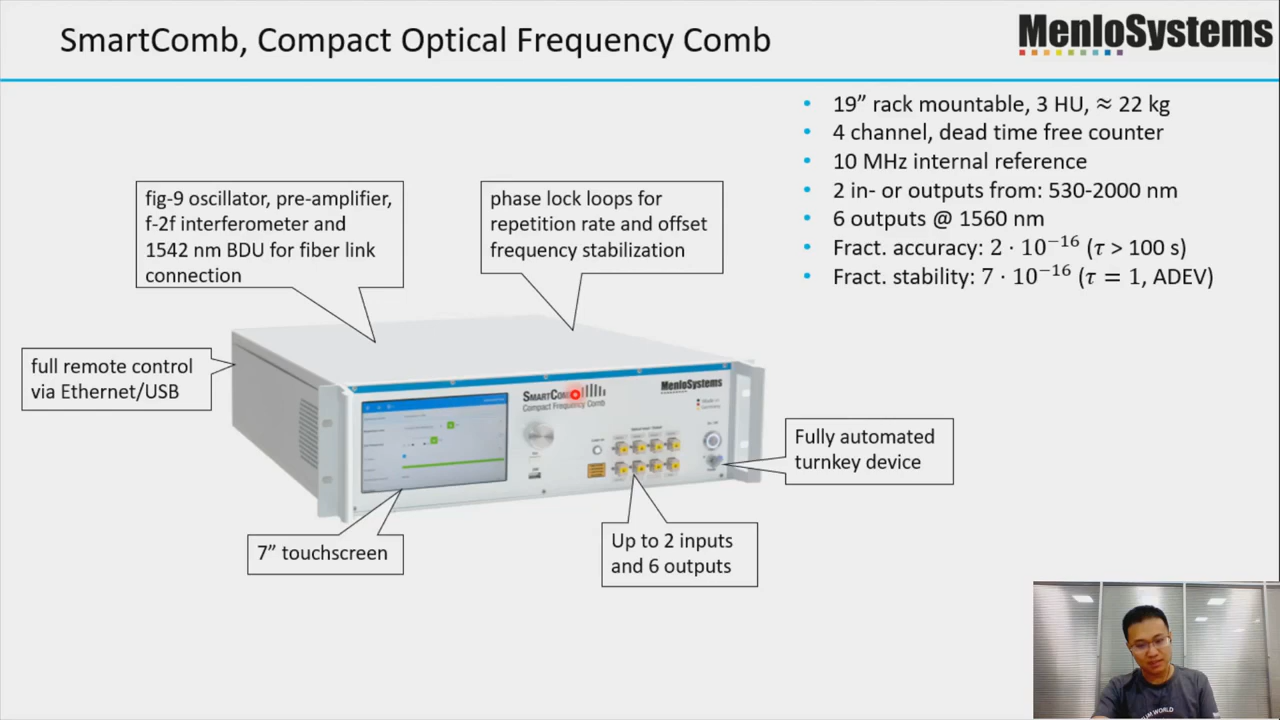 SmartComb, Compact Optical Frequency Comb
MenloSystems
19” rack mountable, 3 HU, ≈ 22 kg
4 channel, dead time free counter
10 MHz internal reference
2 in- or outputs from: 530-2000 nm
6 outputs @ 1560 nm
Fract. accuracy: 2 · 10⁻¹⁶ (τ > 100 s)
Fract. stability: 7 · 10⁻¹⁶ (τ = 1, ADEV)
fig-9 oscillator, pre-amplifier,
f-2f interferometer and
1542 nm BDU for fiber link
connection
phase lock loops for
repetition rate and offset
frequency stabilization
full remote control
via Ethernet/USB
MenloSystems
Compact Frequency Comb
Fully automated
turnkey device
7” touchscreen
Up to 2 inputs
and 6 outputs